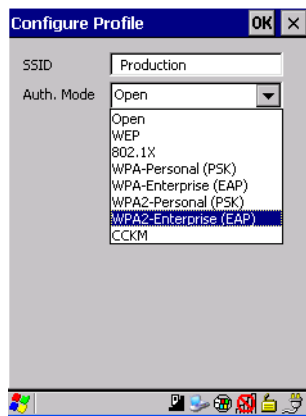 Configure Profile OK ×
SSID Production
Auth. Mode Open
Open
WEP
802.1X
WPA-Personal (PSK)
WPA-Enterprise (EAP)
WPA2-Personal (PSK)
WPA2-Enterprise (EAP)
CCKM